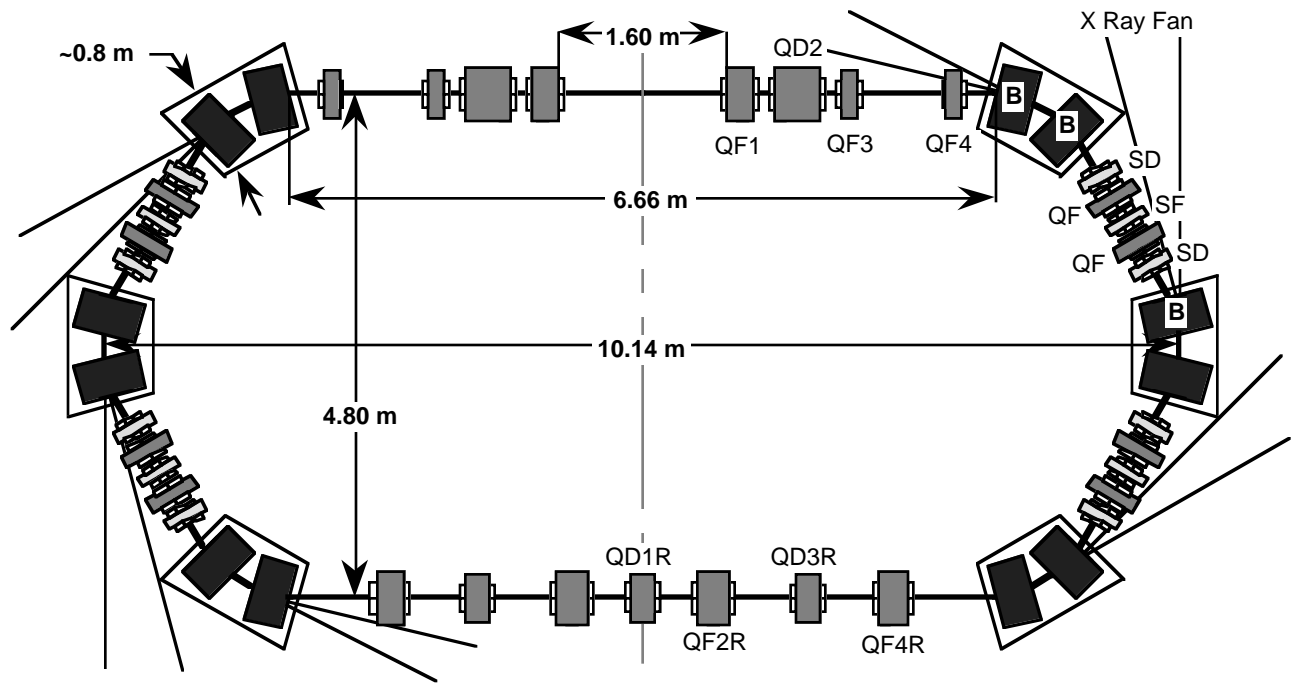 X Ray Fan
~0.8 m
1.60 m
QD2
B
B
QF1
QF3
QF4
SD
6.66 m
QF
SF
QF
SD
B
10.14 m
4.80 m
QD1R
QD3R
QF2R
QF4R